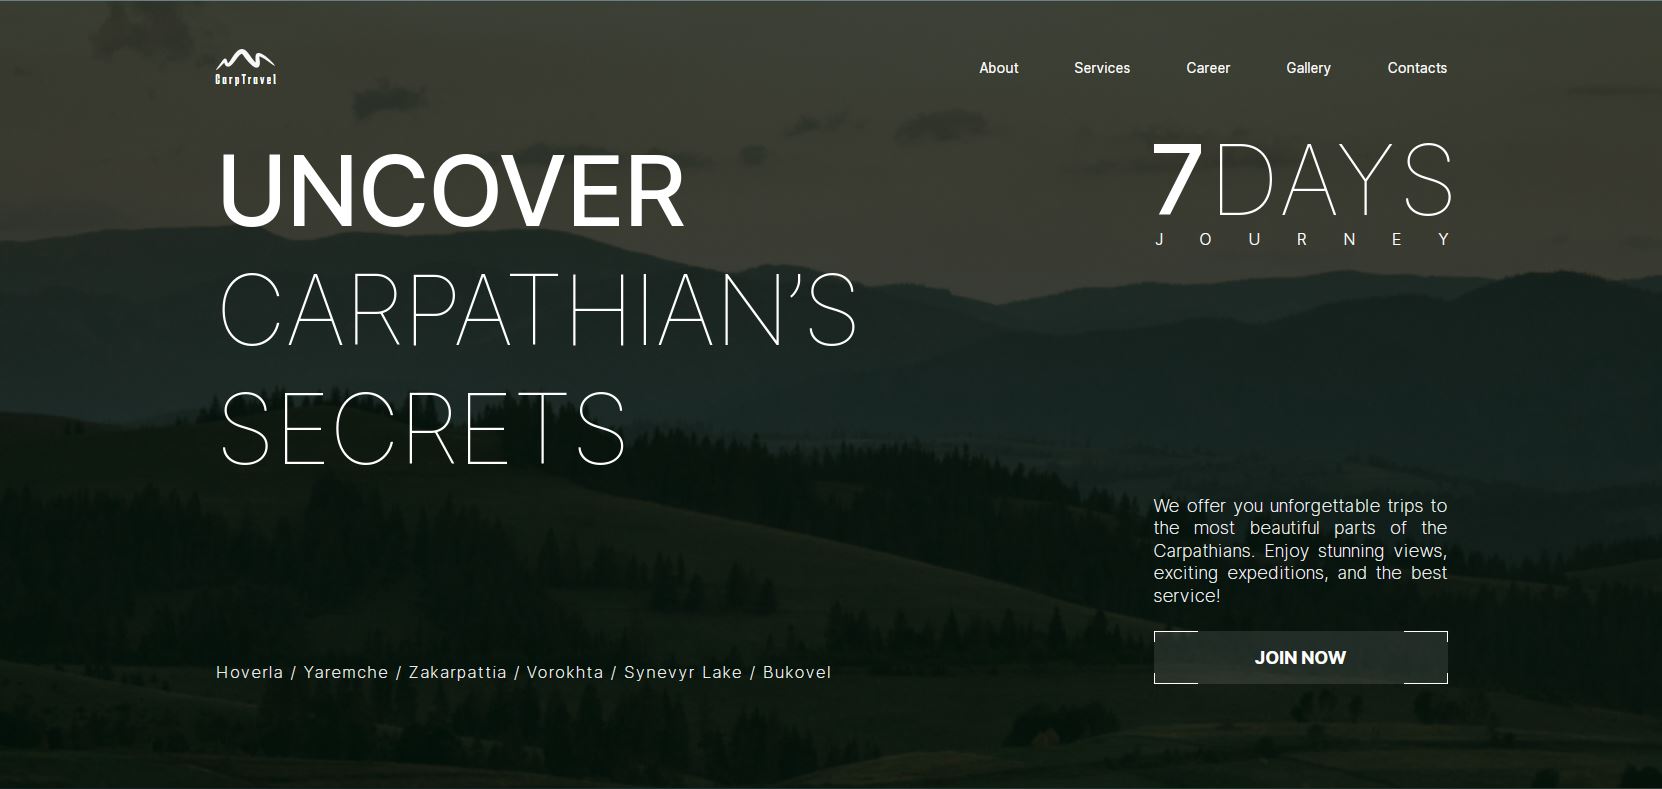 CarpTravel
About Services Career Gallery Contacts
UNCOVER
CARPATHIAN’S
SECRETS
7DAYS
JOURNEY
We offer you unforgettable trips to
the most beautiful parts of the
Carpathians. Enjoy stunning views,
exciting expeditions, and the best
service!
JOIN NOW
Hoverla / Yaremche / Zakarpattia / Vorokhta / Synevyr Lake / Bukovel